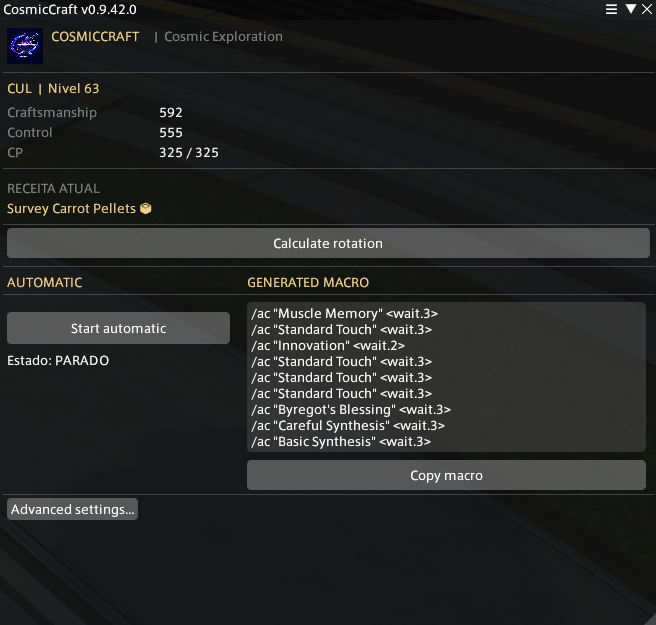 CosmicCraft v0.9.42.0
COSMICCRAFT | Cosmic Exploration
CUL | Nivel 63
Craftsmanship 592
Control 555
CP 325 / 325
RECEITA ATUAL
Survey Carrot Pellets
Calculate rotation
AUTOMATIC
Start automatic
Estado: PARADO
GENERATED MACRO
/ac "Muscle Memory" <wait.3>
/ac "Standard Touch" <wait.3>
/ac "Innovation" <wait.2>
/ac "Standard Touch" <wait.3>
/ac "Standard Touch" <wait.3>
/ac "Standard Touch" <wait.3>
/ac "Byregot's Blessing" <wait.3>
/ac "Careful Synthesis" <wait.3>
/ac "Basic Synthesis" <wait.3>
Copy macro
Advanced settings...